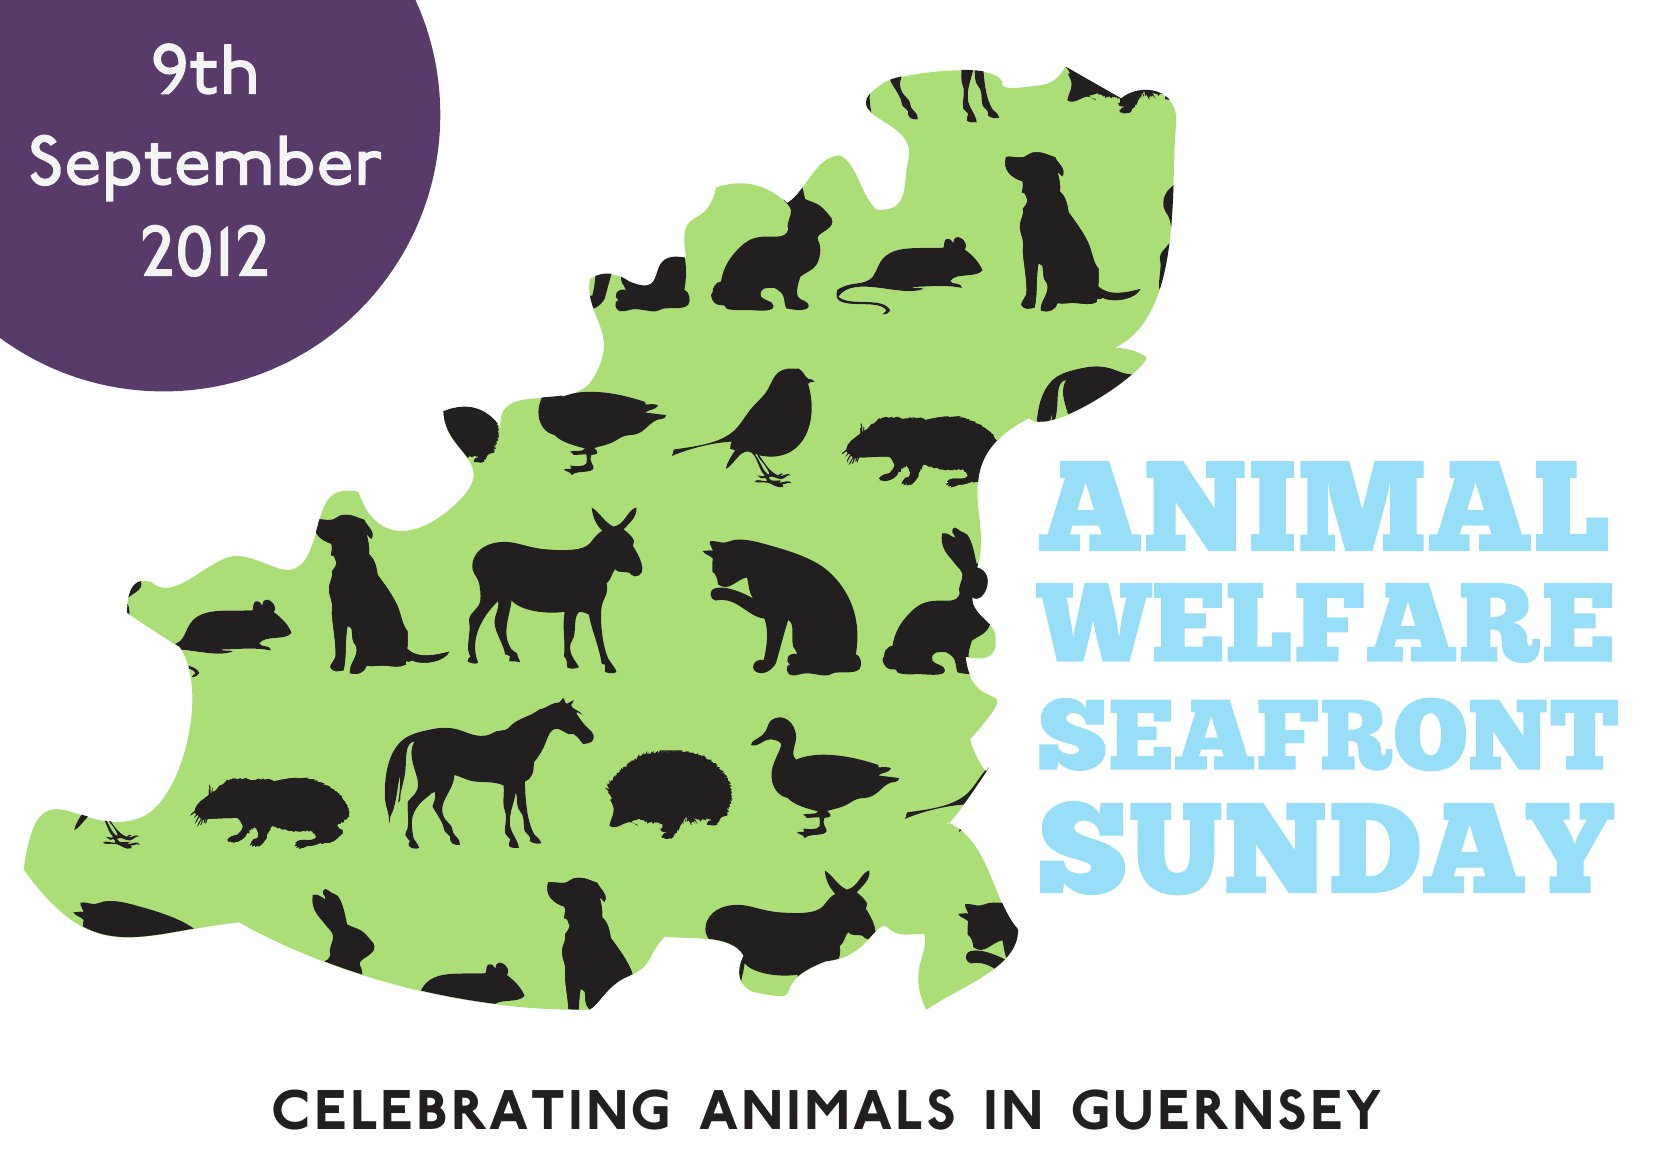 9th
September
2012
ANIMAL
WELFARE
SEAFRONT
SUNDAY
CELEBRATING ANIMALS IN GUERNSEY